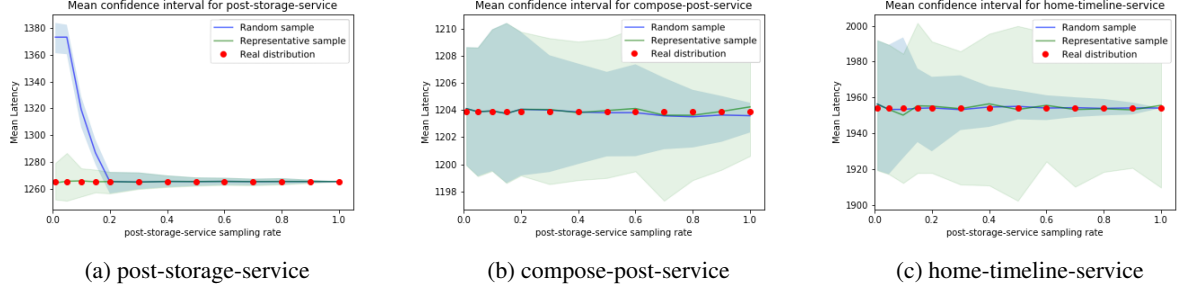 Mean confidence interval for post-storage-service
1380
1360
1340
1320
1300
1280
1260
Mean Latency
Random sample
Representative sample
Real distribution
0.0 0.2 0.4 0.6 0.8 1.0
post-storage-service sampling rate
(a) post-storage-service
Mean confidence interval for compose-post-service
1210
1208
1206
1204
1202
1200
1198
Mean Latency
Random sample
Representative sample
Real distribution
0.0 0.2 0.4 0.6 0.8 1.0
post-storage-service sampling rate
(b) compose-post-service
Mean confidence interval for home-timeline-service
2000
1980
1960
1940
1920
1900
Mean Latency
Random sample
Representative sample
Real distribution
0.0 0.2 0.4 0.6 0.8 1.0
post-storage-service sampling rate
(c) home-timeline-service